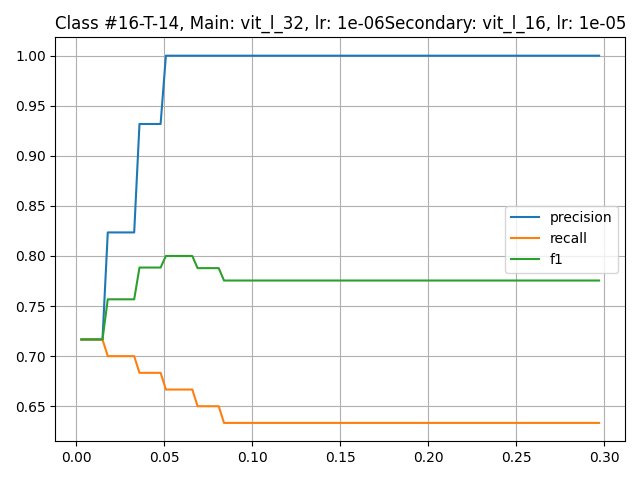 Class #16-T-14, Main: vit_l_32, lr: 1e-06Secondary: vit_l_16, lr: 1e-05
1.00
0.95
0.90
0.85
0.80
0.75
0.70
0.65
precision
recall
f1
0.00 0.05 0.10 0.15 0.20 0.25 0.30